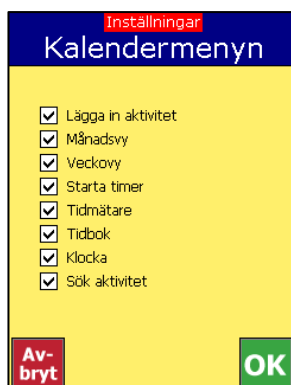 Inställningar
Kalendermenyn
Lägga in aktivitet
Månadsvy
Veckovy
Starta timer
Tidmätare
Tidbok
Klocka
Sök aktivitet
Av-
bryt
OK